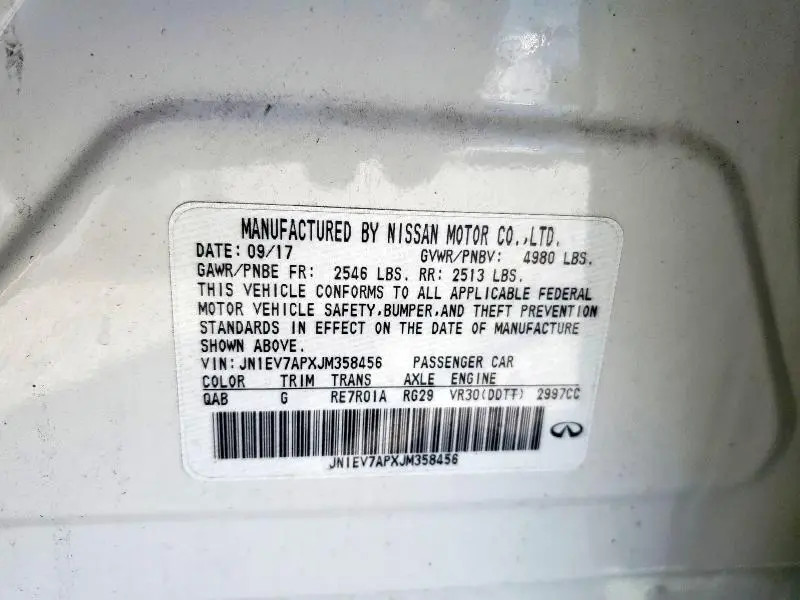 MANUFACTURED BY NISSAN MOTOR CO.,LTD.
DATE: 09/17 GVWR/PNBV: 4980 LBS.
GAWR/PNBE FR: 2546 LBS. RR: 2513 LBS.
THIS VEHICLE CONFORMS TO ALL APPLICABLE FEDERAL
MOTOR VEHICLE SAFETY,BUMPER,AND THEFT PREVENTION
STANDARDS IN EFFECT ON THE DATE OF MANUFACTURE
SHOWN ABOVE.
VIN: JN1EV7APXJM358456 PASSENGER CAR
COLOR TRIM TRANS AXLE ENGINE
QAB G RE7R01A RG29 VR30(DDTT) 2997CC
JN1EV7APXJM358456